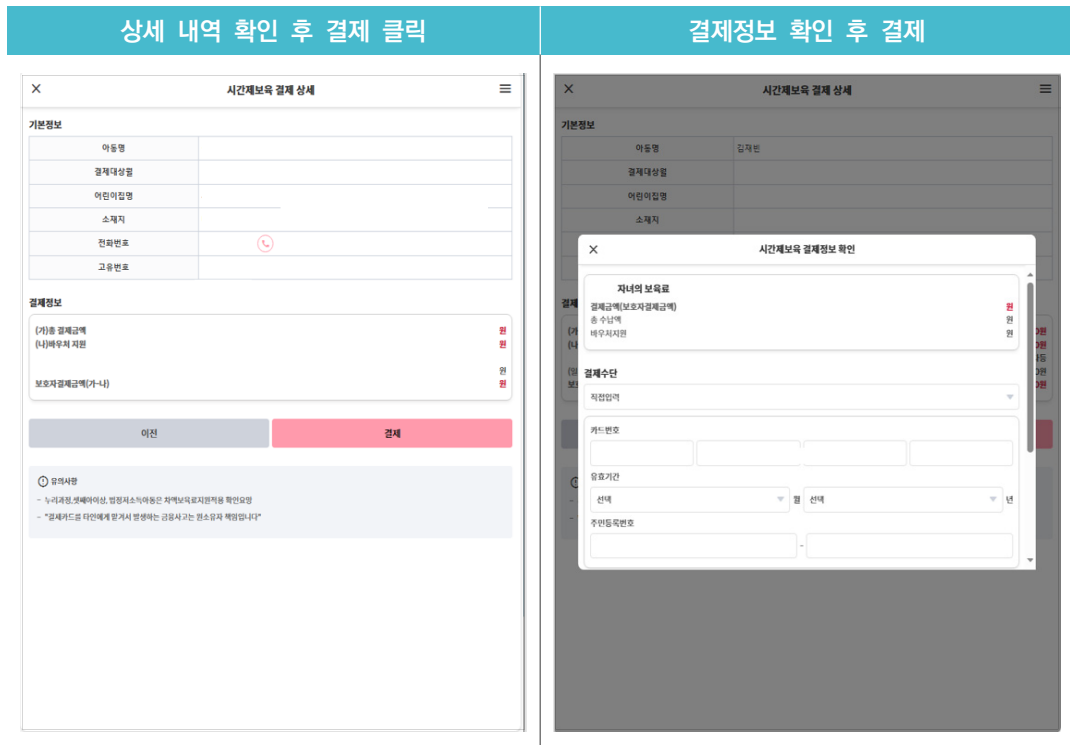 상세 내역 확인 후 결제 클릭
시간제보육 결제 상세
기본정보
아동명
결제대상월
어린이집명
소재지
전화번호
고유번호
결제정보
(가)총 결제금액 원
(나)바우처 지원 원
원
보호자결제금액(가-나) 원
이전 결제
유의사항
- 누리과정,셋째아이상, 법정저소득아동은 차액보육료지원적용 확인요망
- "결제카드를 타인에게 맡겨서 발생하는 금융사고는 원소유자 책임입니다"
결제정보 확인 후 결제
시간제보육 결제 상세
기본정보
아동명 김재빈
결제대상월
어린이집명
소재지
시간제보육 결제정보 확인
자녀의 보육료
결제금액(보호자결제금액) 원
총 수납액 원
바우처지원 원
결제수단
직접입력
카드번호
유효기간
선택 월 선택 년
주민등록번호
-